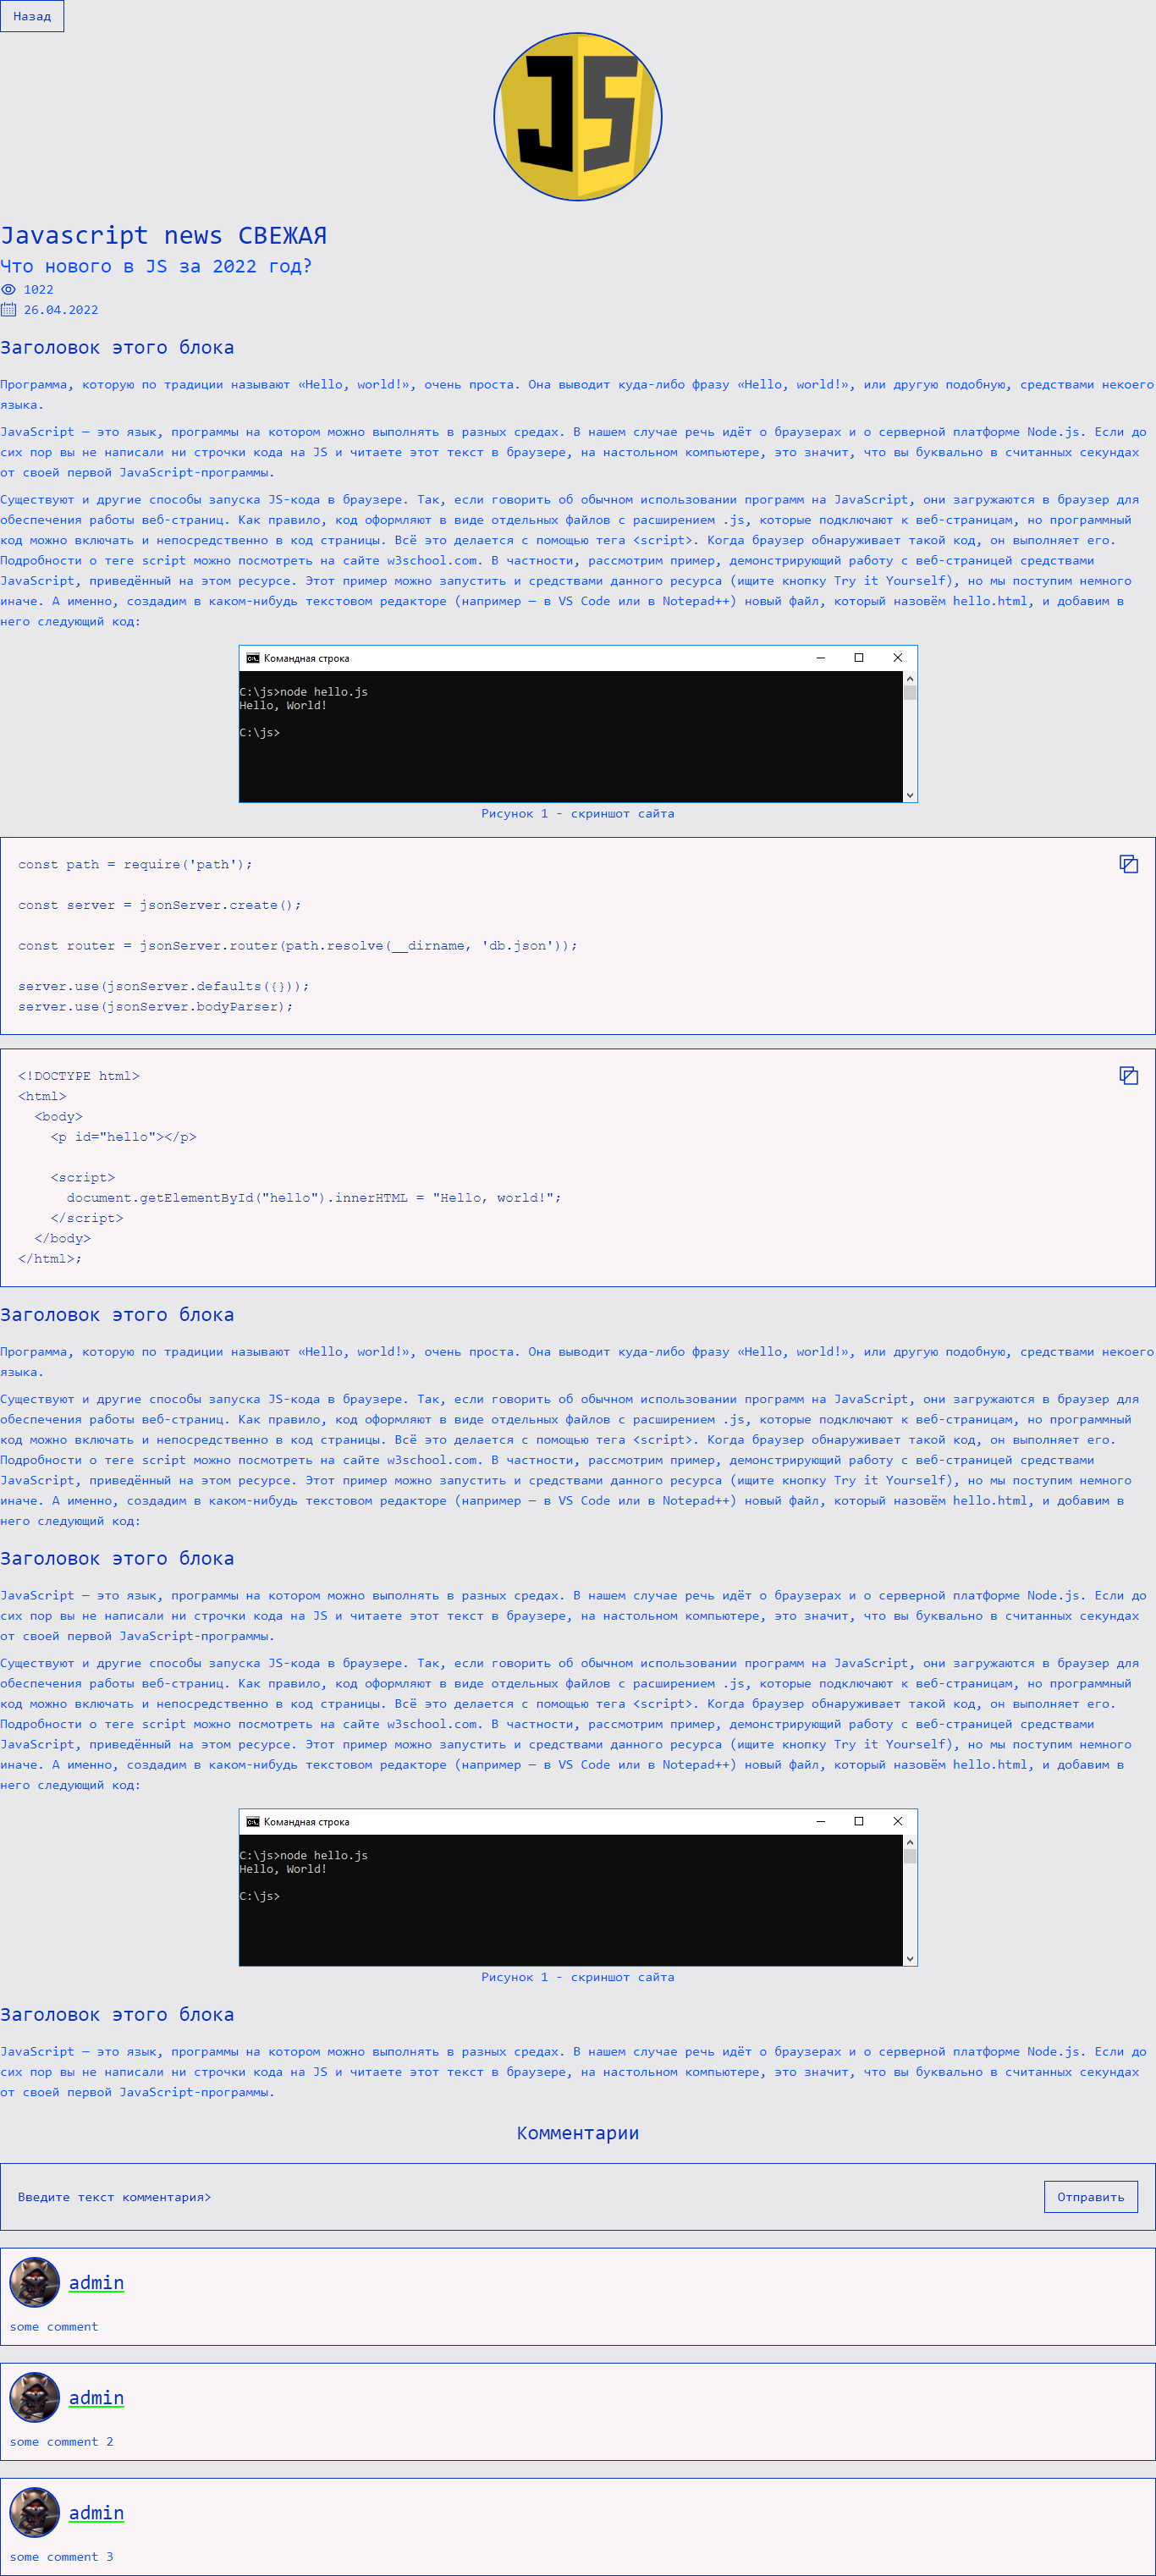 Назад
JS
Javascript news СВЕЖАЯ
Что нового в JS за 2022 год?
1022
26.04.2022
Заголовок этого блока
Программа, которую по традиции называют «Hello, world!», очень проста. Она выводит куда-либо фразу «Hello, world!», или другую подобную, средствами некоего
языка.
JavaScript — это язык, программы на котором можно выполнять в разных средах. В нашем случае речь идёт о браузерах и о серверной платформе Node.js. Если до
сих пор вы не написали ни строчки кода на JS и читаете этот текст в браузере, на настольном компьютере, это значит, что вы буквально в считанных секундах
от своей первой JavaScript-программы.
Существуют и другие способы запуска JS-кода в браузере. Так, если говорить об обычном использовании программ на JavaScript, они загружаются в браузер для
обеспечения работы веб-страниц. Как правило, код оформляют в виде отдельных файлов с расширением .js, которые подключают к веб-страницам, но программный
код можно включать и непосредственно в код страницы. Всё это делается с помощью тега <script>. Когда браузер обнаруживает такой код, он выполняет его.
Подробности о теге script можно посмотреть на сайте w3school.com. В частности, рассмотрим пример, демонстрирующий работу с веб-страницей средствами
JavaScript, приведённый на этом ресурсе. Этот пример можно запустить и средствами данного ресурса (ищите кнопку Try it Yourself), но мы поступим немного
иначе. А именно, создадим в каком-нибудь текстовом редакторе (например — в VS Code или в Notepad++) новый файл, который назовём hello.html, и добавим в
него следующий код:
Командная строка
C:\js>node hello.js
Hello, World!
C:\js>
Рисунок 1 - скриншот сайта
const path = require('path');
const server = jsonServer.create();
const router = jsonServer.router(path.resolve(__dirname, 'db.json'));
server.use(jsonServer.defaults({}));
server.use(jsonServer.bodyParser);
<!DOCTYPE html>
<html>
  <body>
    <p id="hello"></p>
    <script>
      document.getElementById("hello").innerHTML = "Hello, world!";
    </script>
  </body>
</html>;
Заголовок этого блока
Программа, которую по традиции называют «Hello, world!», очень проста. Она выводит куда-либо фразу «Hello, world!», или другую подобную, средствами некоего
языка.
Существуют и другие способы запуска JS-кода в браузере. Так, если говорить об обычном использовании программ на JavaScript, они загружаются в браузер для
обеспечения работы веб-страниц. Как правило, код оформляют в виде отдельных файлов с расширением .js, которые подключают к веб-страницам, но программный
код можно включать и непосредственно в код страницы. Всё это делается с помощью тега <script>. Когда браузер обнаруживает такой код, он выполняет его.
Подробности о теге script можно посмотреть на сайте w3school.com. В частности, рассмотрим пример, демонстрирующий работу с веб-страницей средствами
JavaScript, приведённый на этом ресурсе. Этот пример можно запустить и средствами данного ресурса (ищите кнопку Try it Yourself), но мы поступим немного
иначе. А именно, создадим в каком-нибудь текстовом редакторе (например — в VS Code или в Notepad++) новый файл, который назовём hello.html, и добавим в
него следующий код:
Заголовок этого блока
JavaScript — это язык, программы на котором можно выполнять в разных средах. В нашем случае речь идёт о браузерах и о серверной платформе Node.js. Если до
сих пор вы не написали ни строчки кода на JS и читаете этот текст в браузере, на настольном компьютере, это значит, что вы буквально в считанных секундах
от своей первой JavaScript-программы.
Существуют и другие способы запуска JS-кода в браузере. Так, если говорить об обычном использовании программ на JavaScript, они загружаются в браузер для
обеспечения работы веб-страниц. Как правило, код оформляют в виде отдельных файлов с расширением .js, которые подключают к веб-страницам, но программный
код можно включать и непосредственно в код страницы. Всё это делается с помощью тега <script>. Когда браузер обнаруживает такой код, он выполняет его.
Подробности о теге script можно посмотреть на сайте w3school.com. В частности, рассмотрим пример, демонстрирующий работу с веб-страницей средствами
JavaScript, приведённый на этом ресурсе. Этот пример можно запустить и средствами данного ресурса (ищите кнопку Try it Yourself), но мы поступим немного
иначе. А именно, создадим в каком-нибудь текстовом редакторе (например — в VS Code или в Notepad++) новый файл, который назовём hello.html, и добавим в
него следующий код:
Командная строка
C:\js>node hello.js
Hello, World!
C:\js>
Рисунок 1 - скриншот сайта
Заголовок этого блока
JavaScript — это язык, программы на котором можно выполнять в разных средах. В нашем случае речь идёт о браузерах и о серверной платформе Node.js. Если до
сих пор вы не написали ни строчки кода на JS и читаете этот текст в браузере, на настольном компьютере, это значит, что вы буквально в считанных секундах
от своей первой JavaScript-программы.
Комментарии
Введите текст комментария>
Отправить
admin
some comment
admin
some comment 2
admin
some comment 3